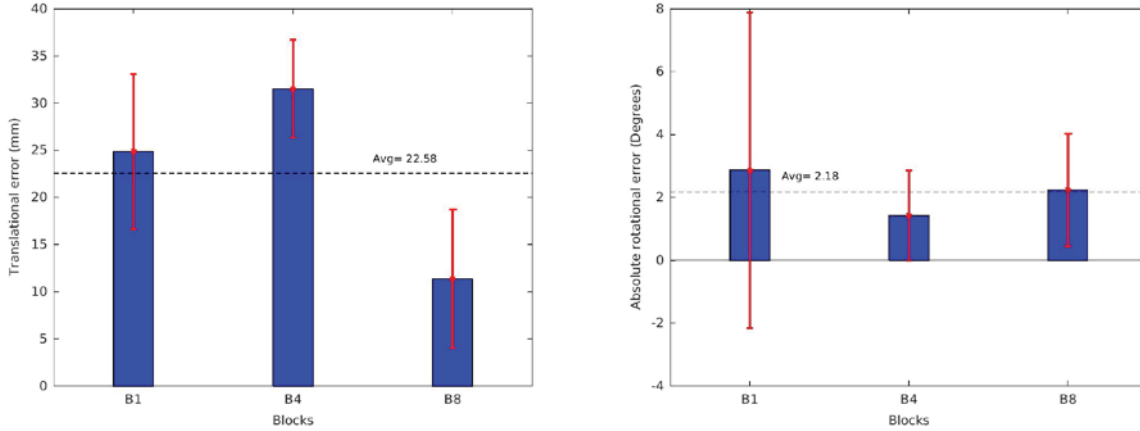 Translational error (mm)
40
35
30
25
20
15
10
5
0
Avg= 22.58
B1 B4 B8
Blocks
Absolute rotational error (Degrees)
8
6
4
2
0
-2
-4
Avg= 2.18
B1 B4 B8
Blocks